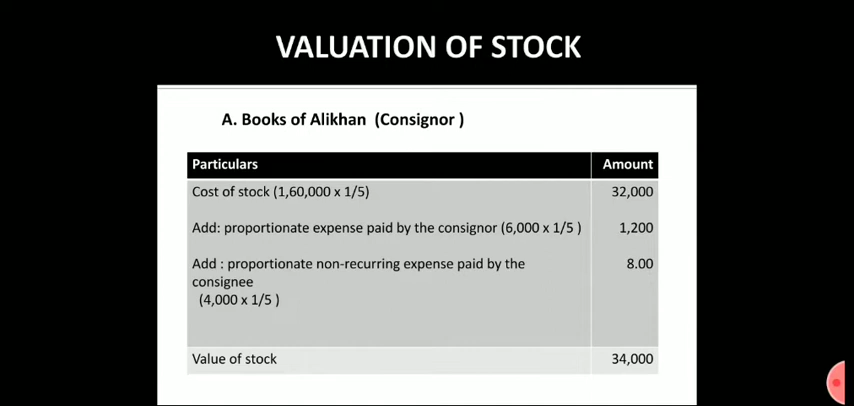 VALUATION OF STOCK
A. Books of Alikhan (Consignor )
Particulars Amount
Cost of stock (1,60,000 x 1/5) 32,000
Add: proportionate expense paid by the consignor (6,000 x 1/5 ) 1,200
Add : proportionate non-recurring expense paid by the 8.00
consignee
(4,000 x 1/5 )
Value of stock 34,000